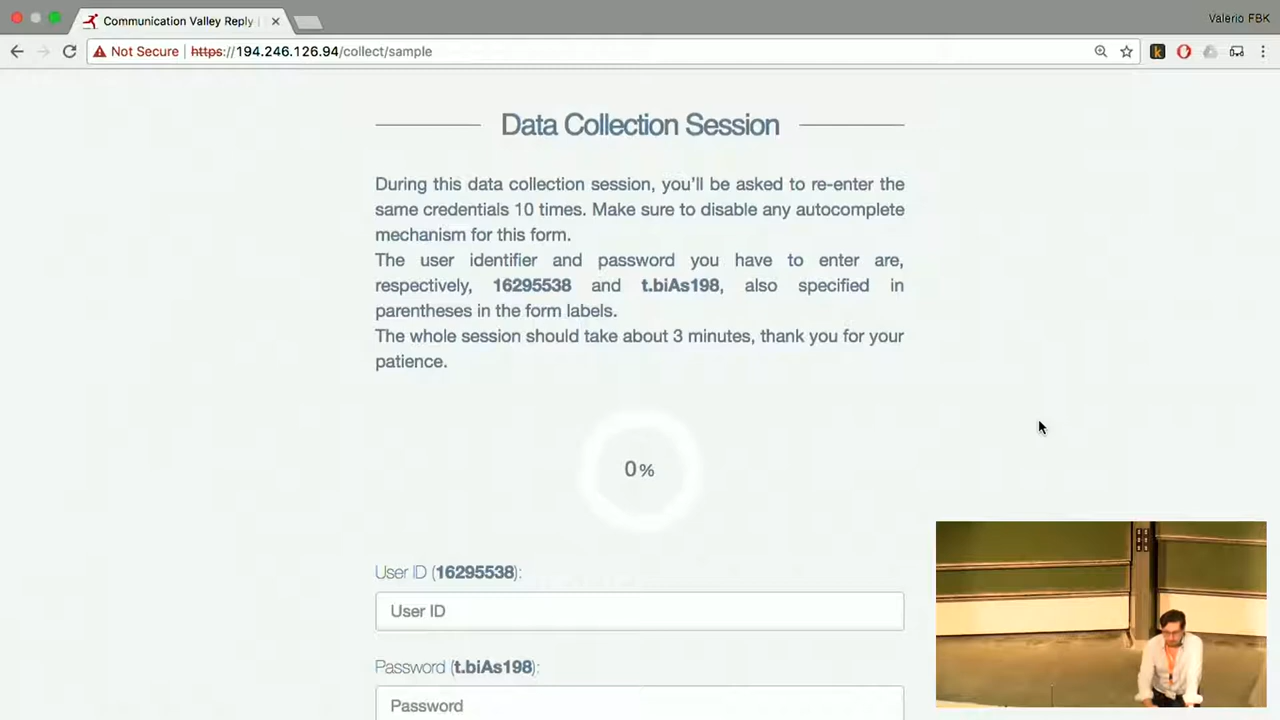 Communication Valley Reply |
Valerio FBK
Not Secure | https://194.246.126.94/collect/sample
Data Collection Session
During this data collection session, you'll be asked to re-enter the
same credentials 10 times. Make sure to disable any autocomplete
mechanism for this form.
The user identifier and password you have to enter are,
respectively, 16295538 and t.biAs198, also specified in
parentheses in the form labels.
The whole session should take about 3 minutes, thank you for your
patience.
0%
User ID (16295538):
User ID
Password (t.biAs198):
Password